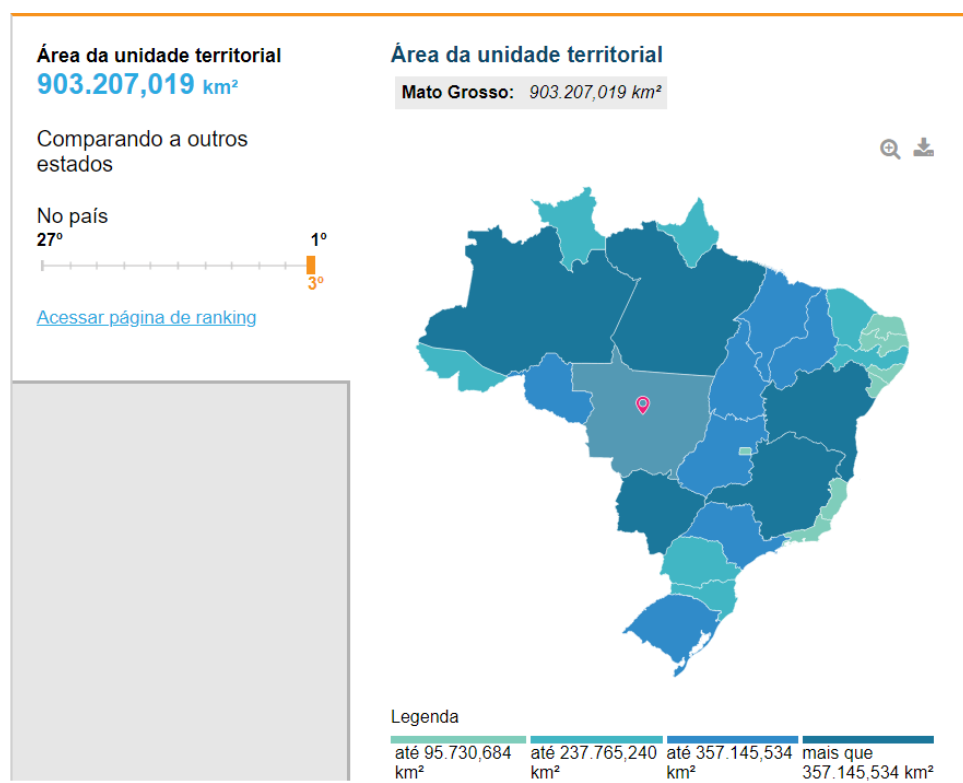 Área da unidade territorial
903.207,019 km²
Comparando a outros
estados
No país
27º 1º
3º
Acessar página de ranking
Área da unidade territorial
Mato Grosso: 903.207,019 km²
Legenda
até 95.730,684 km²
até 237.765,240 km²
até 357.145,534 km²
mais que 357.145,534 km²